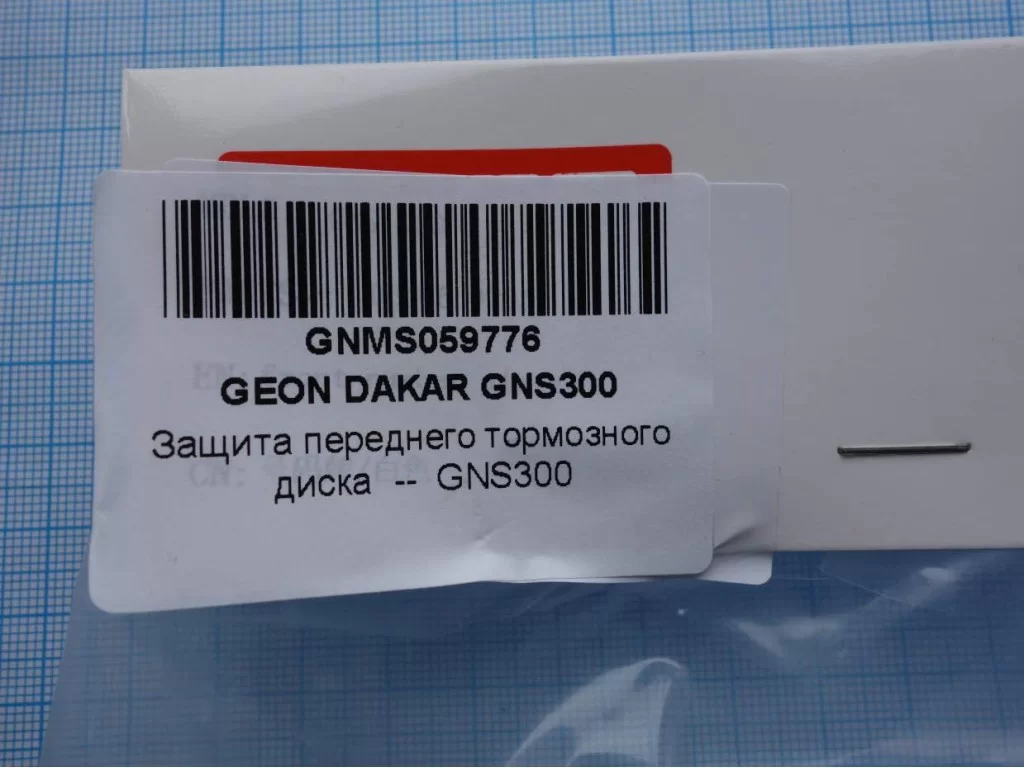 GNMS059776
GEON DAKAR GNS300
Защита переднего тормозного
диска -- GNS300